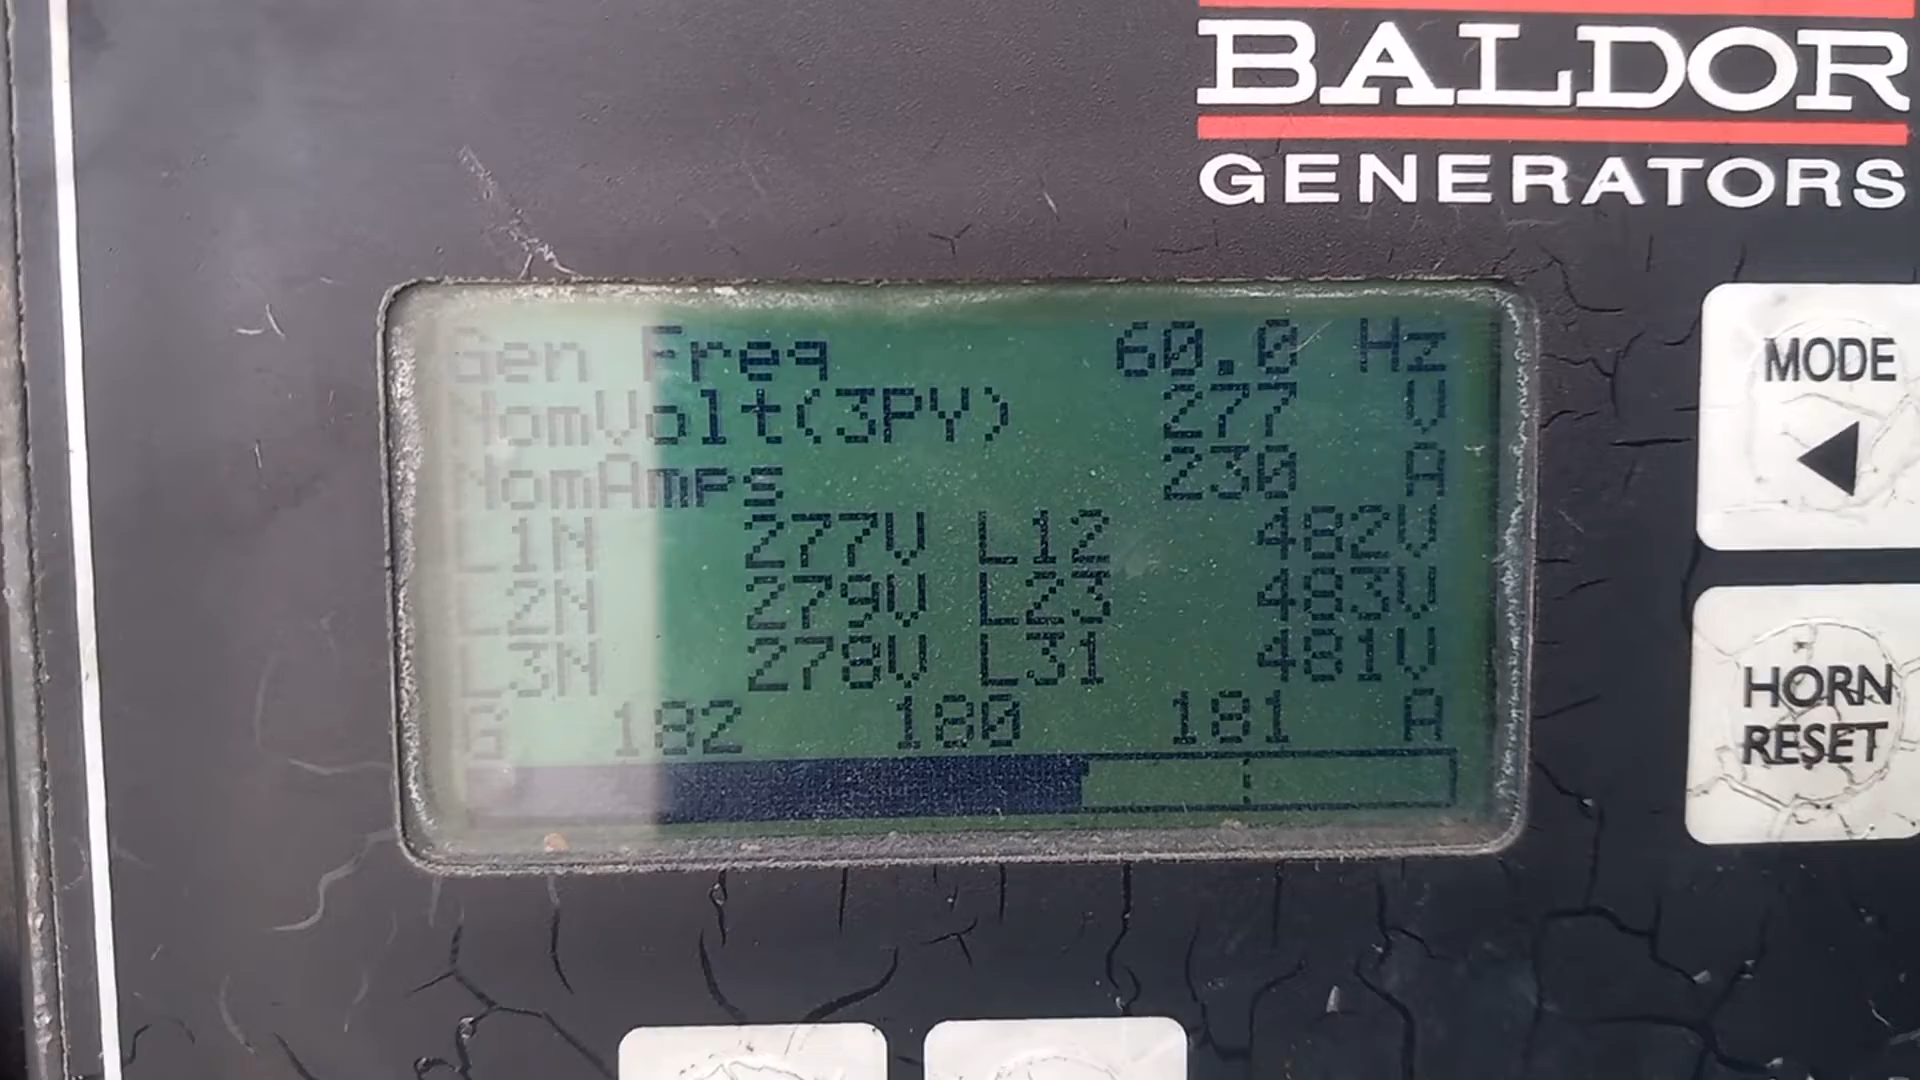 BALDOR
GENERATORS
Gen Freq 60.0 Hz
NomVolt(3PY) 277 V
NomAmps 230 A
L1N 277V L12 482V
L2N 279V L23 483V
L3N 278V L31 481V
G 182 180 181 A
P
MODE
HORN
RESET